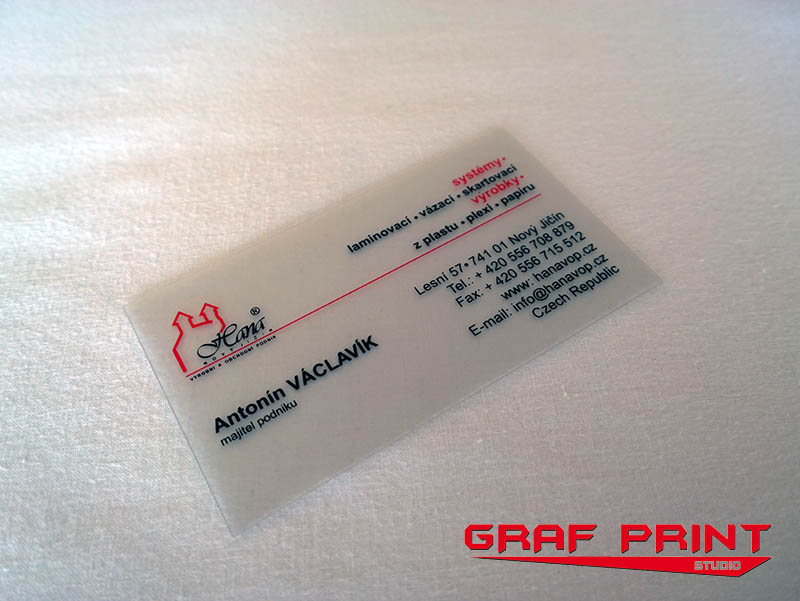 systémy•
laminovací • vázací • skartovací
výrobky•
z plastu • plexi • papíru
Lesní 57•741 01 Nový Jičín
Tel.: + 420 556 708 879
Fax: + 420 556 715 512
www: hanavop.cz
E-mail: info@hanavop.cz
Czech Republic
Hana ®
NOVÝ JIČÍN
VÝROBNÍ A OBCHODNÍ PODNIK
Antonín VÁCLAVÍK
majitel podniku
GRAF PRINT
STUDIO